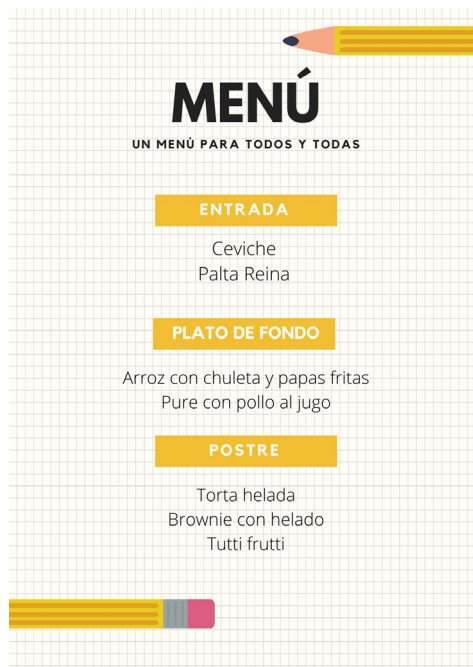 MENÚ
UN MENÚ PARA TODOS Y TODAS
ENTRADA
Ceviche
Palta Reina
PLATO DE FONDO
Arroz con chuleta y papas fritas
Pure con pollo al jugo
POSTRE
Torta helada
Brownie con helado
Tutti frutti